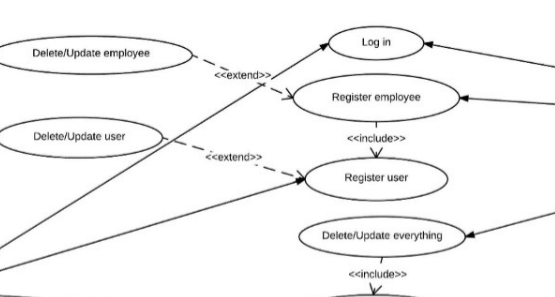 Log in
Delete/Update employee
<<extend>>
Register employee
Delete/Update user
<<include>>
<<extend>>
Register user
Delete/Update everything
<<include>>